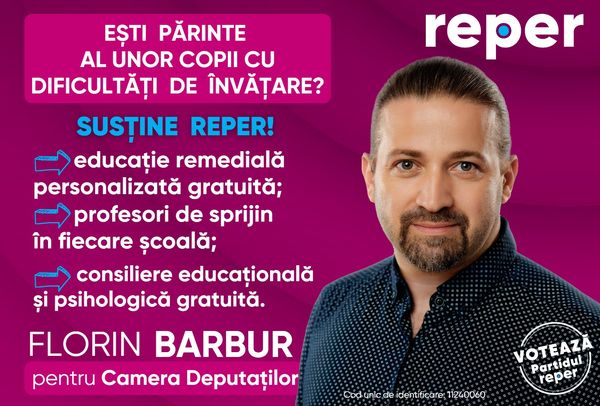 reper
EȘTI PĂRINTE
AL UNOR COPII CU
DIFICULTĂȚI DE ÎNVĂȚARE?
SUSȚINE REPER!
educație remedială
personalizată gratuită;
profesori de sprijin
în fiecare școală;
consiliere educațională
și psihologică gratuită.
FLORIN BARBUR
pentru Camera Deputaților
VOTEAZĂ
Partidul
reper
Cod unic de identificare: 11240060